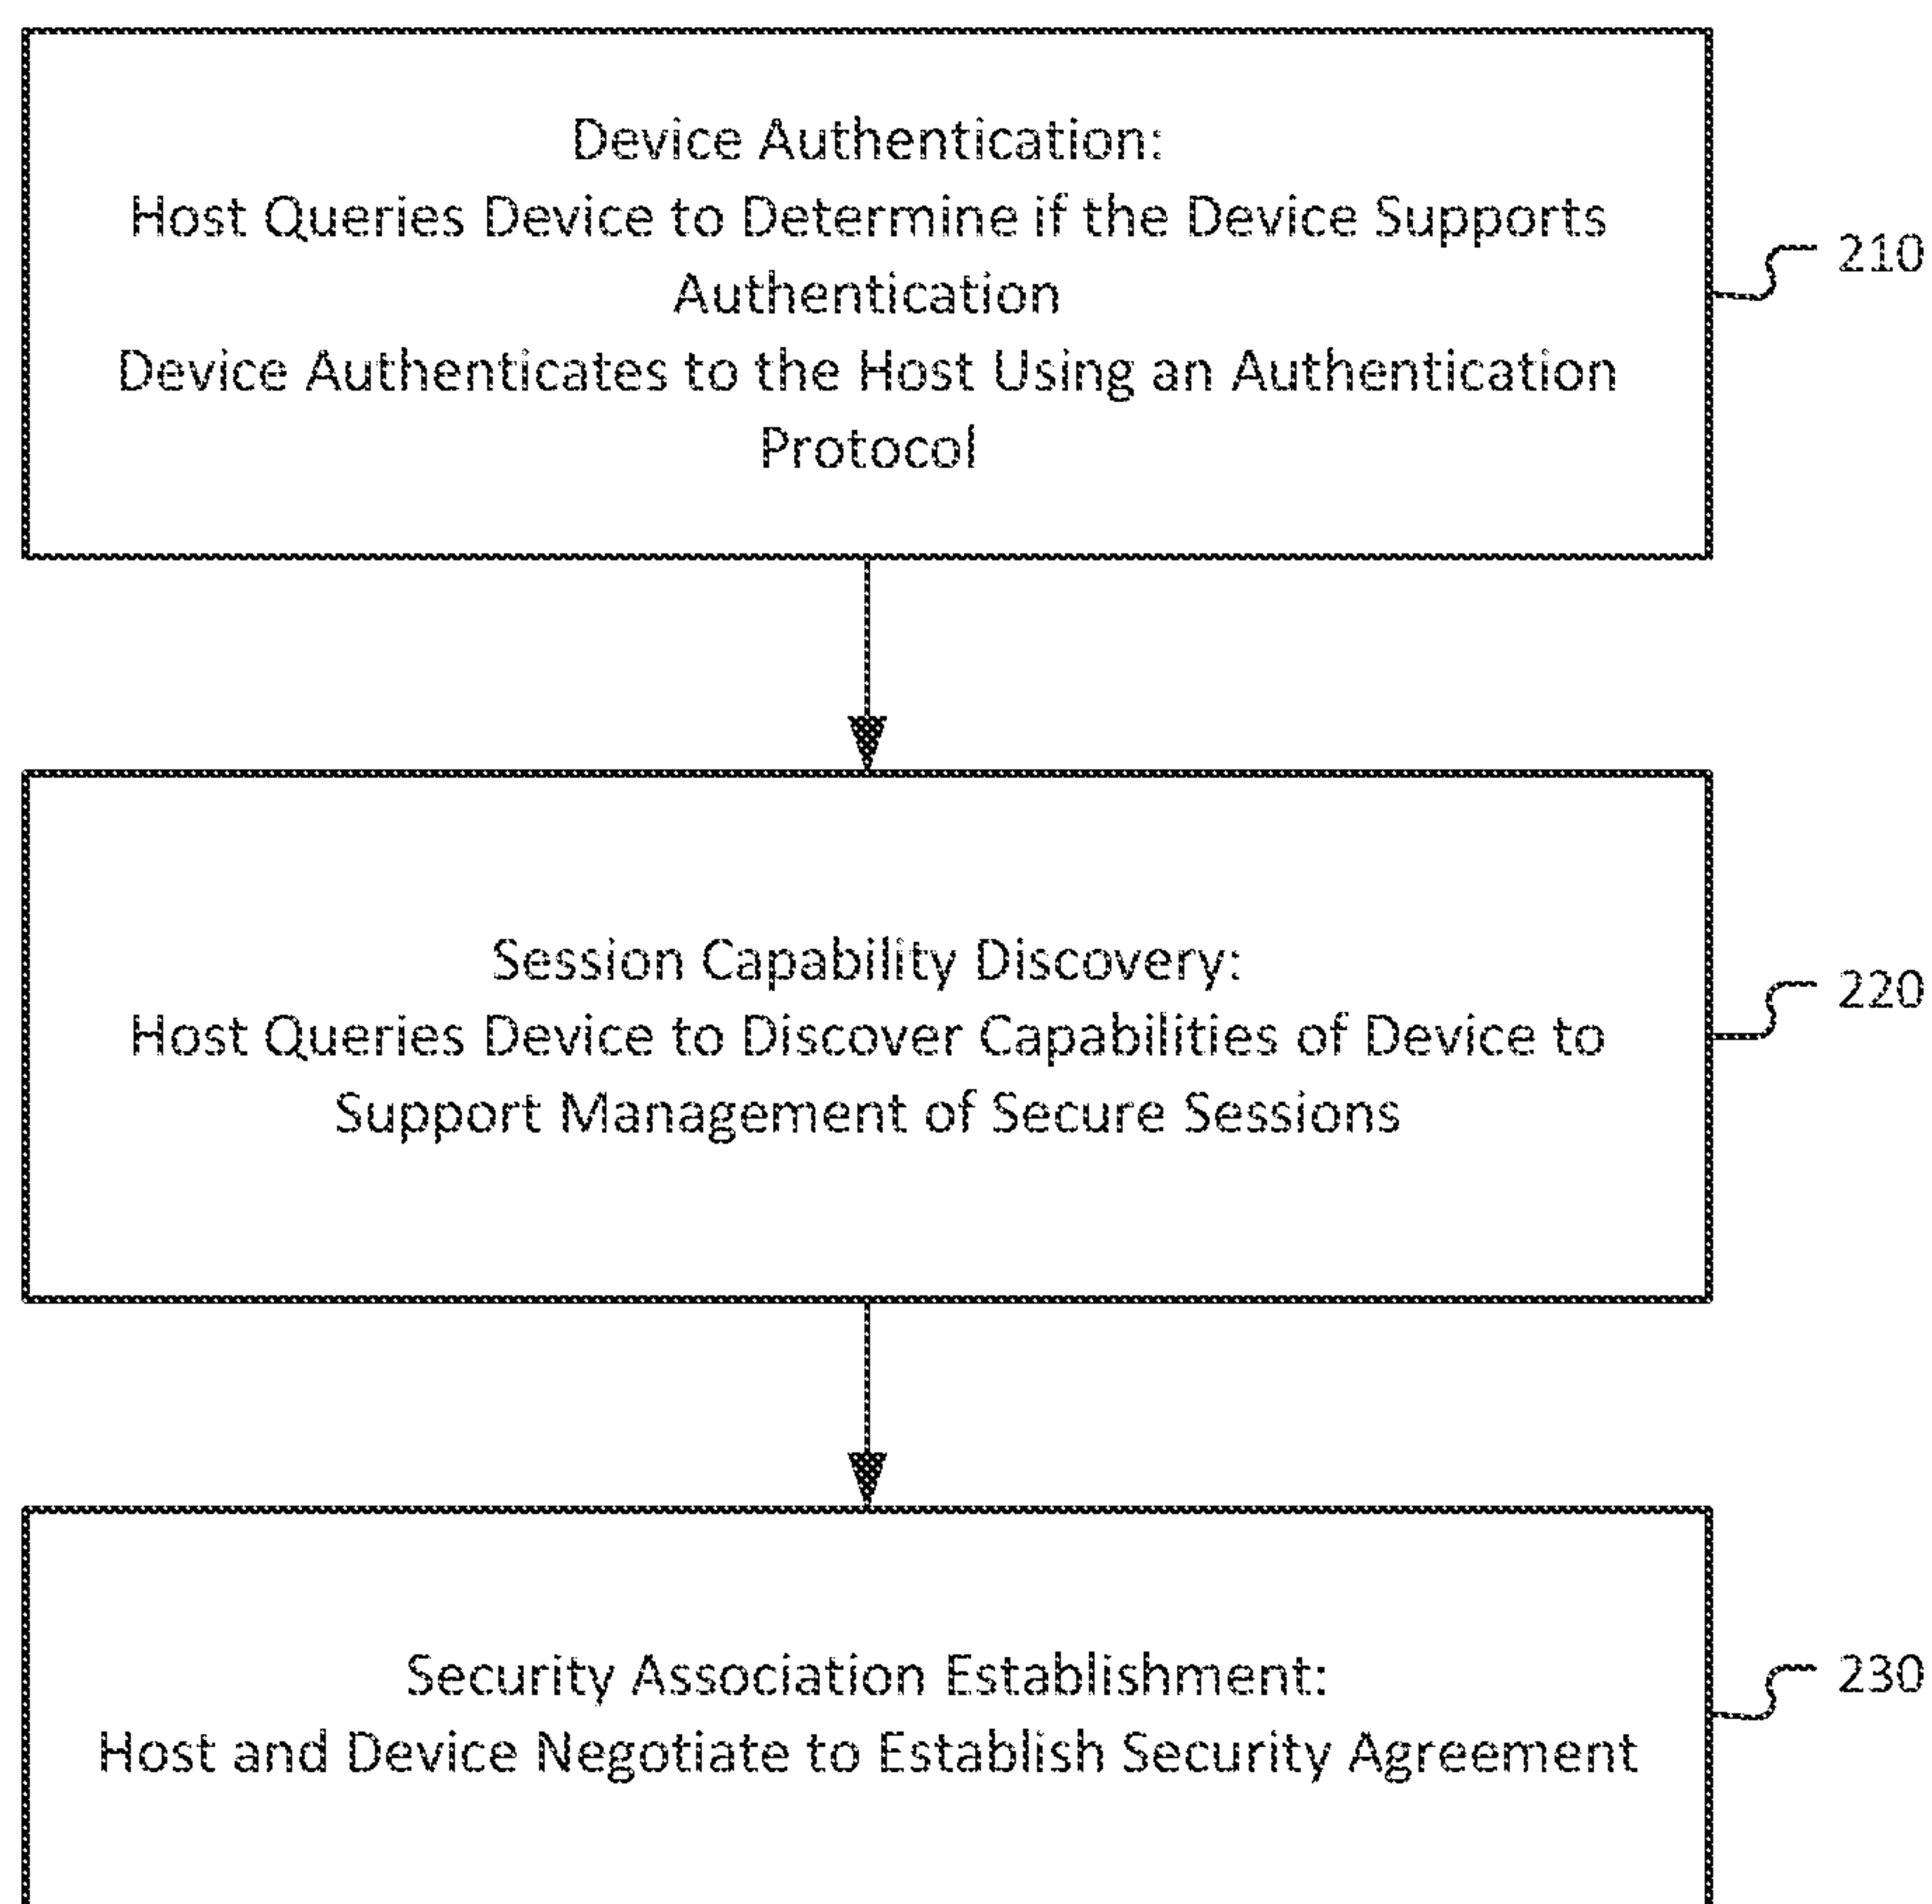 Device Authentication:
Host Queries Device to Determine if the Device Supports
Authentication
Device Authenticates to the Host Using an Authentication
Protocol
210
Session Capability Discovery:
Host Queries Device to Discover Capabilities of Device to
Support Management of Secure Sessions
220
Security Association Establishment:
Host and Device Negotiate to Establish Security Agreement
230